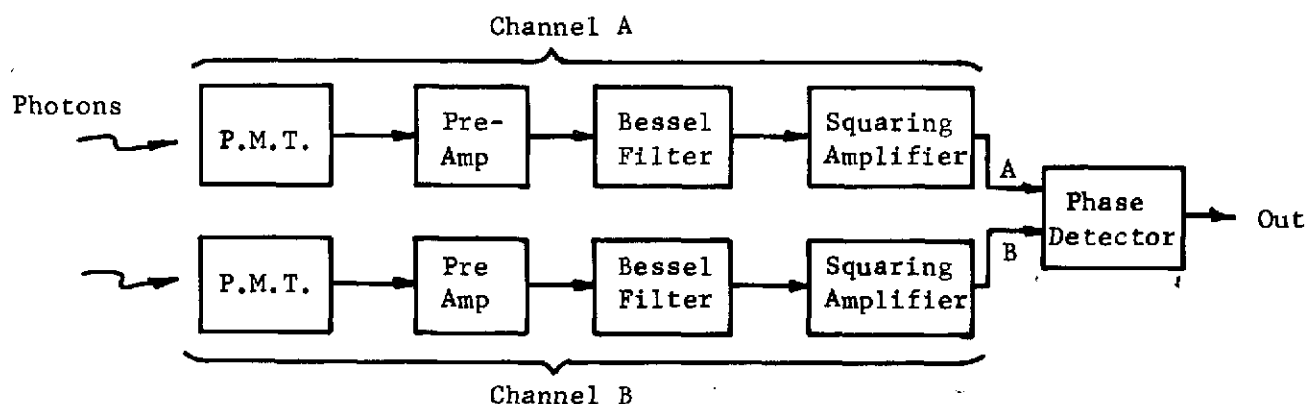 Channel A
Photons
P.M.T.
Pre-
Amp
Bessel
Filter
Squaring
Amplifier
A
Phase
Detector
Out
B
P.M.T.
Pre
Amp
Bessel
Filter
Squaring
Amplifier
Channel B